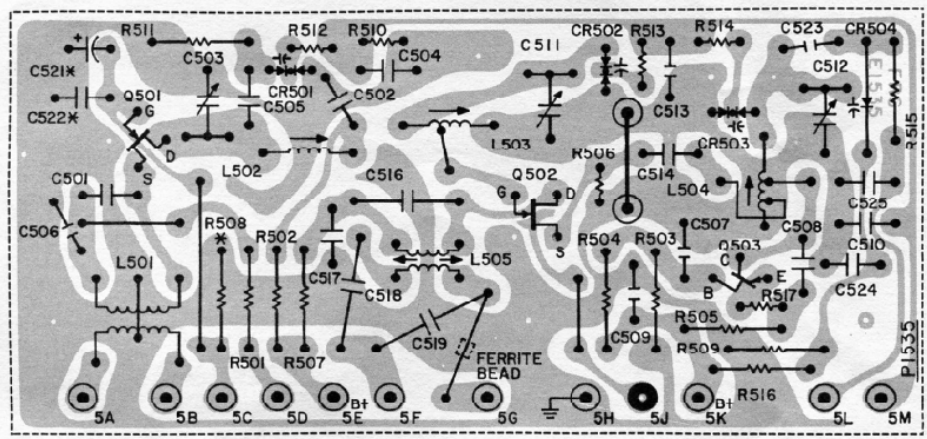 R511
R512
R510
C511
CR502
R513
R514
C523
CR504
C503
C504
C512
C521*
CR501
C505
C502
C513
E1535
C522*
Q501
G
D
S
CR503
R515
L502
L503
R506
C514
L504
C501
C516
Q502
G
D
S
C506
R508
*
R502
R504
R503
C507
Q503
C508
C525
C510
L501
C517
C518
L505
C
B
E
R517
C524
R505
R501
R507
C519
FERRITE
BEAD
C509
R509
R516
P1535
5A
5B
5C
5D
B+
5E
5F
5G
5H
5J
B+
5K
5L
5M